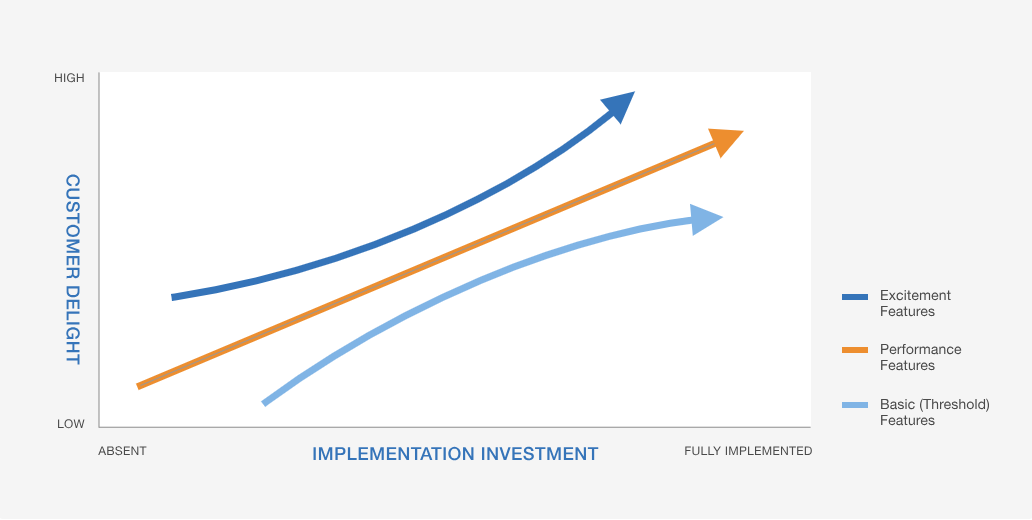 HIGH
CUSTOMER DELIGHT
LOW
ABSENT
IMPLEMENTATION INVESTMENT
FULLY IMPLEMENTED
Excitement
Features
Performance
Features
Basic (Threshold)
Features